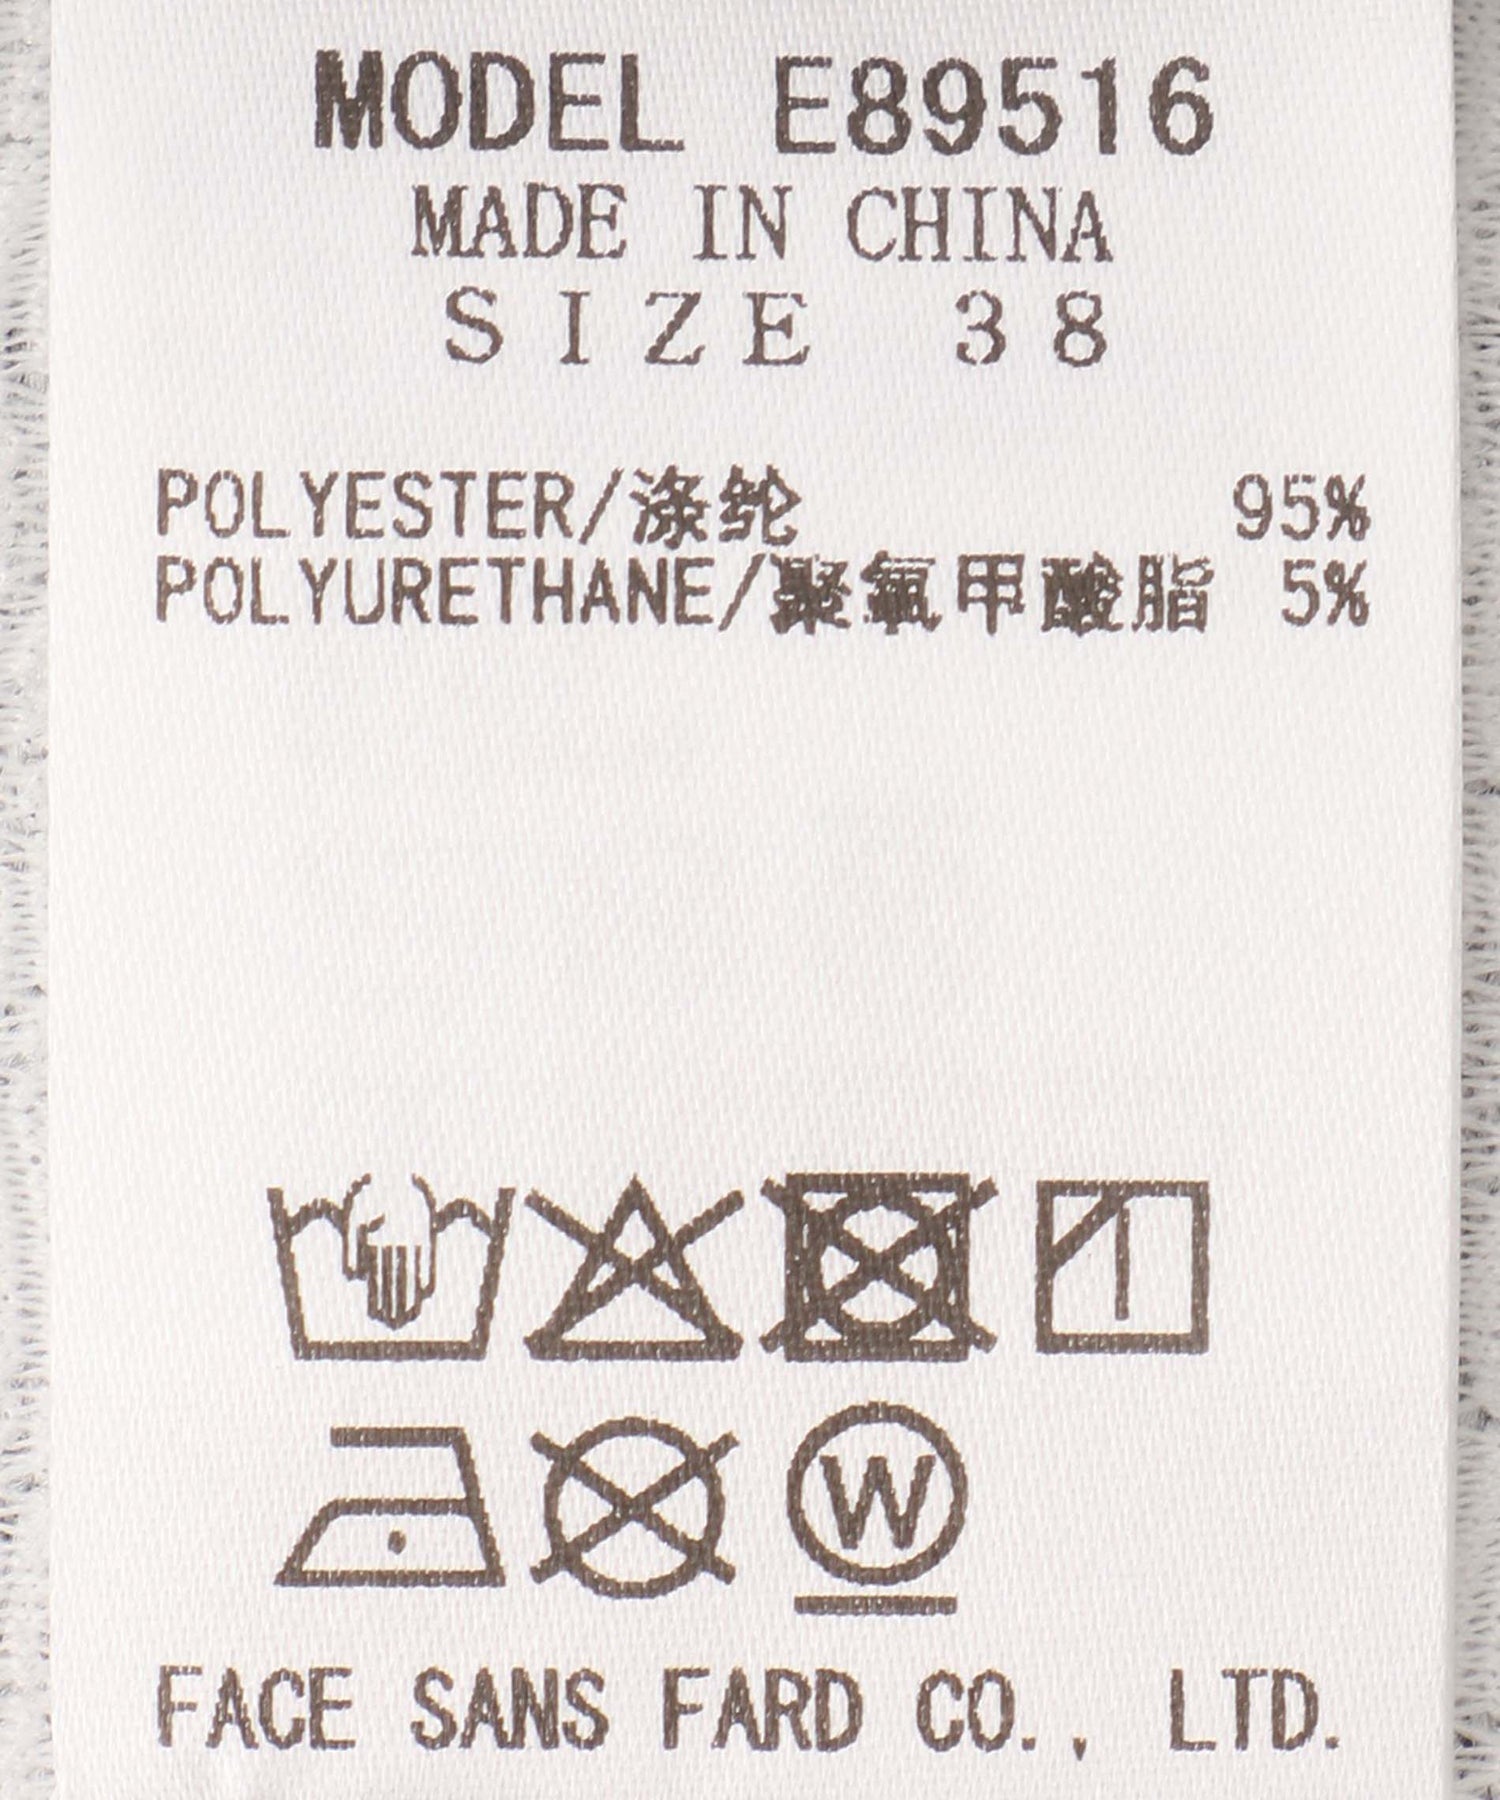 MODEL E89516
MADE IN CHINA
SIZE 38
POLYESTER/涤纶 95%
POLYURETHANE/聚氨甲酸脂 5%
W
FACE SANS FARD CO., LTD.